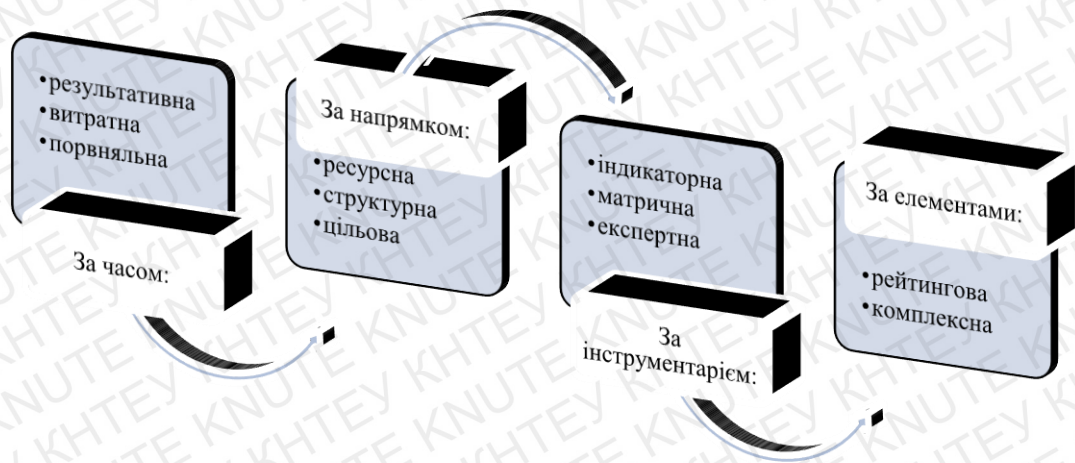 •результативна
•витратна
•порвняльна
За часом:
За напрямком:
•ресурсна
•структурна
•цільова
•індикаторна
•матрична
•експертна
За
інструментарієм:
За елементами:
•рейтингова
•комплексна